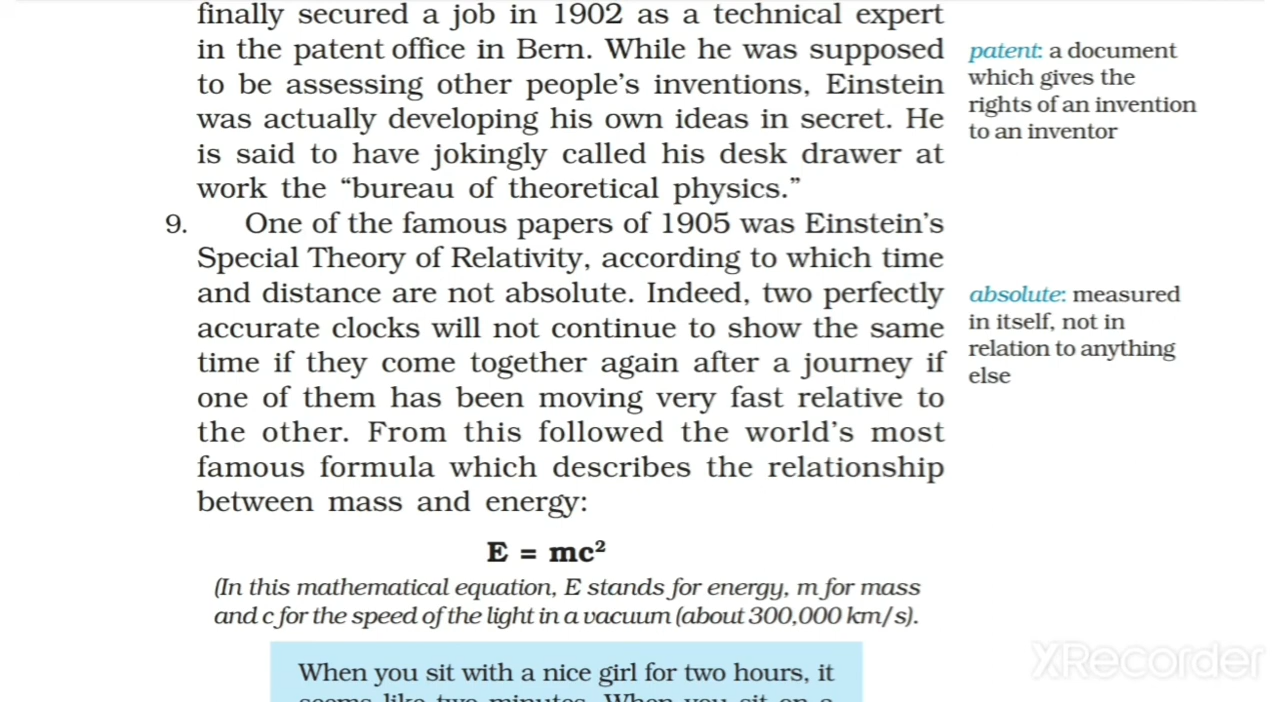 finally secured a job in 1902 as a technical expert
in the patent office in Bern. While he was supposed
to be assessing other people's inventions, Einstein
was actually developing his own ideas in secret. He
is said to have jokingly called his desk drawer at
work the “bureau of theoretical physics.”
patent: a document
which gives the
rights of an invention
to an inventor
9. One of the famous papers of 1905 was Einstein's
Special Theory of Relativity, according to which time
and distance are not absolute. Indeed, two perfectly
accurate clocks will not continue to show the same
time if they come together again after a journey if
one of them has been moving very fast relative to
the other. From this followed the world's most
famous formula which describes the relationship
between mass and energy:
absolute: measured
in itself, not in
relation to anything
else
E = mc²
(In this mathematical equation, E stands for energy, m for mass
and c for the speed of the light in a vacuum (about 300,000 km/s).
When you sit with a nice girl for two hours, it
seems like two minutes. When you sit on a
XRecorder